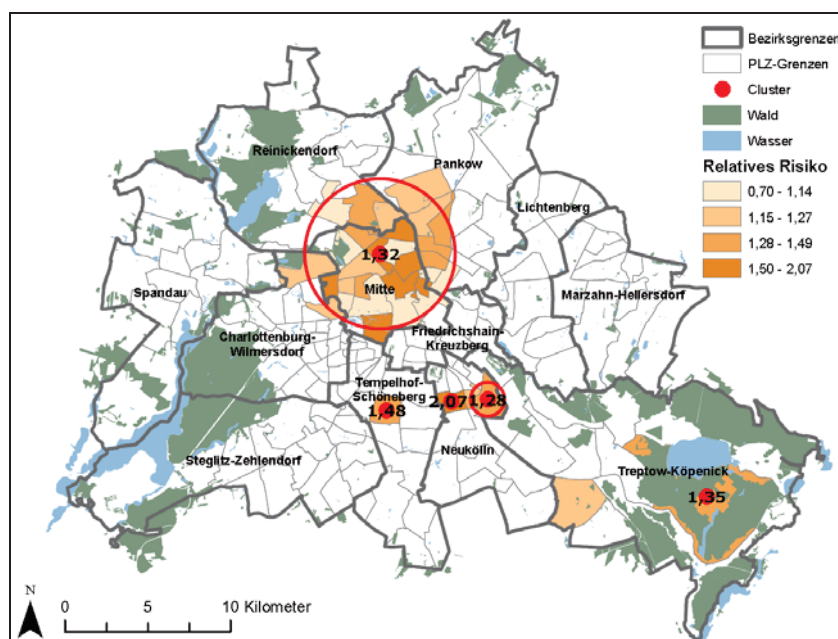 Bezirksgrenzen
PLZ-Grenzen
Cluster
Wald
Wasser
Relatives Risiko
0,70 - 1,14
1,15 - 1,27
1,28 - 1,49
1,50 - 2,07
Reinickendorf
Pankow
Lichtenberg
1,32
Mitte
Spandau
Marzahn-Hellersdorf
Friedrichshain-
Kreuzberg
Charlottenburg-
Wilmersdorf
Tempelhof-
Schöneberg
1,48
2,07
1,28
Neukölln
Steglitz-Zehlendorf
Treptow-Köpenick
1,35
N
0 5 10 Kilometer